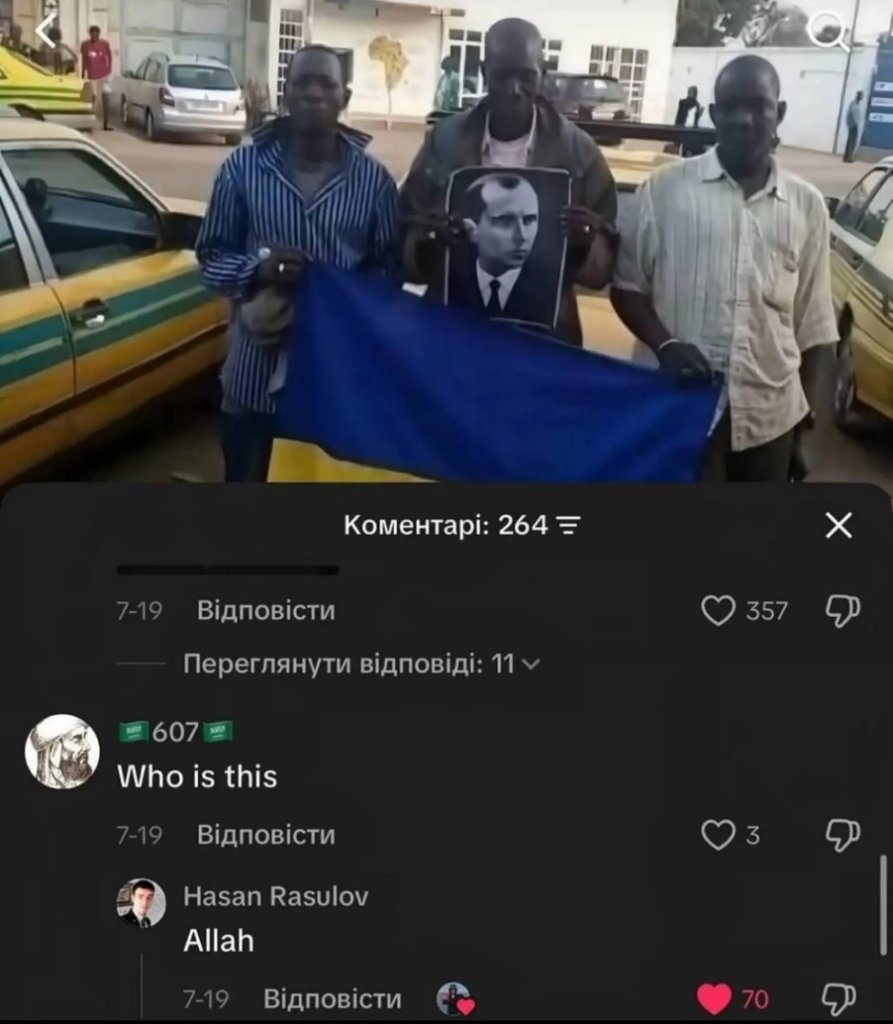 Коментарі: 264
7-19 Відповісти 357
Переглянути відповіді: 11
607
Who is this
7-19 Відповісти 3
Hasan Rasulov
Allah
7-19 Відповісти 70